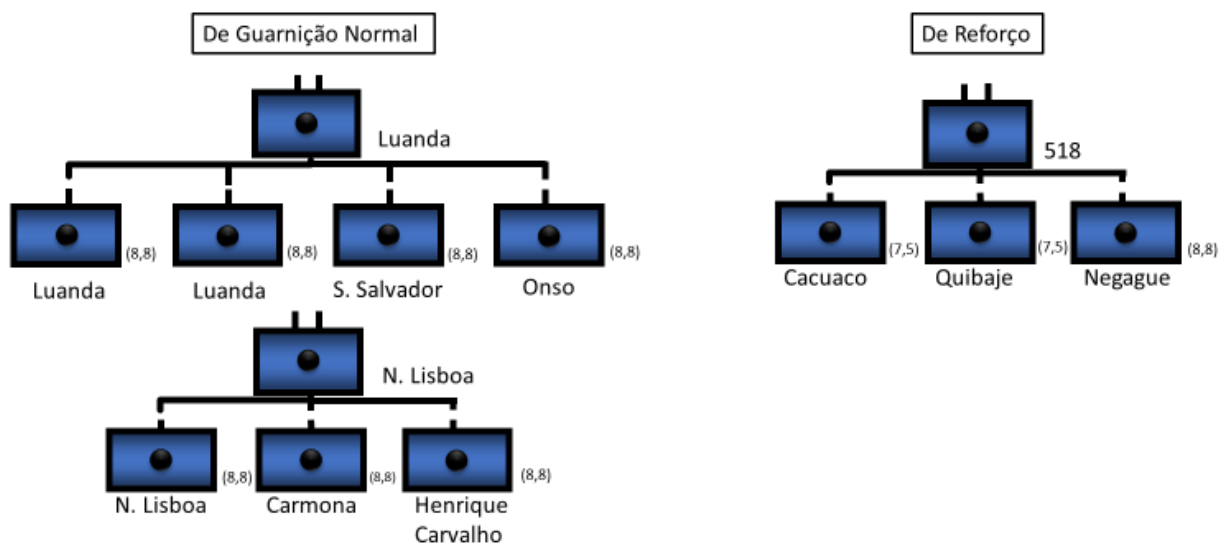 De Guarnição Normal
De Reforço
Luanda
518
(8,8)
(8,8)
(8,8)
(8,8)
(7,5)
(7,5)
(8,8)
Luanda
Luanda
S. Salvador
Onso
Cacuaco
Quibaje
Negague
N. Lisboa
(8,8)
(8,8)
(8,8)
N. Lisboa
Carmona
Henrique
Carvalho